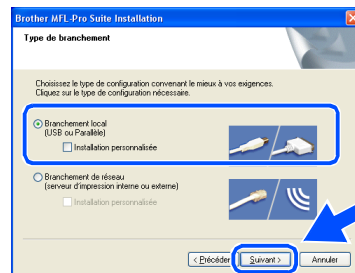 Brother MFL-Pro Suite Installation
Type de branchement
Choisissez le type de configuration convenant le mieux à vos exigences.
Cliquez sur le type de configuration nécessaire.
Branchement local
(USB ou Parallèle)
Installation personnalisée
Branchement de réseau
(serveur d'impression interne ou externe)
Installation personnalisée
< Précéder
Suivant >
Annuler